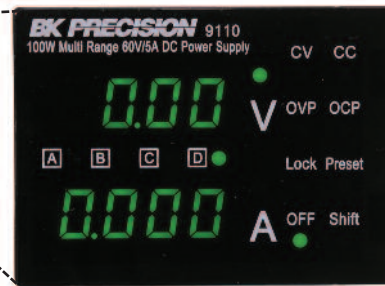 BK PRECISION 9110
100W Multi Range 60V/5A DC Power Supply
CV CC
0.00 V
OVP OCP
A B C D
Lock Preset
0.000 A
OFF Shift